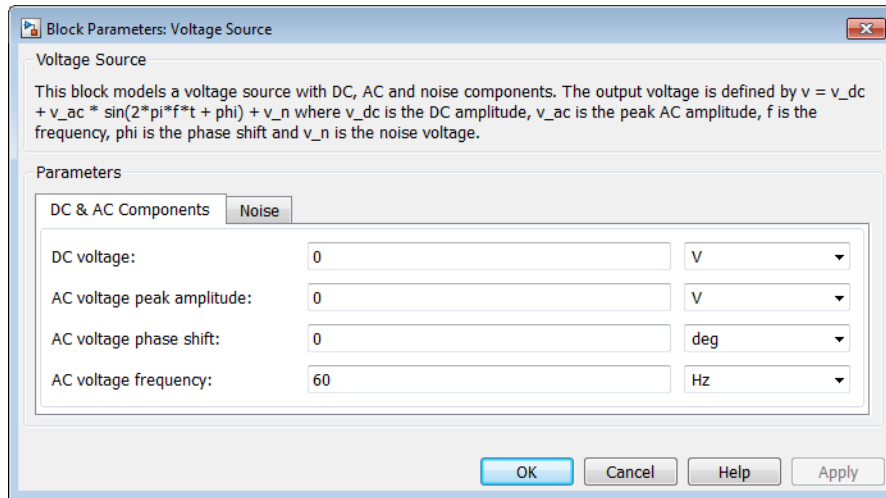 Block Parameters: Voltage Source
Voltage Source
This block models a voltage source with DC, AC and noise components. The output voltage is defined by v = v_dc
+ v_ac * sin(2*pi*f*t + phi) + v_n where v_dc is the DC amplitude, v_ac is the peak AC amplitude, f is the
frequency, phi is the phase shift and v_n is the noise voltage.
Parameters
DC & AC Components Noise
DC voltage: 0 V
AC voltage peak amplitude: 0 V
AC voltage phase shift: 0 deg
AC voltage frequency: 60 Hz
OK Cancel Help Apply